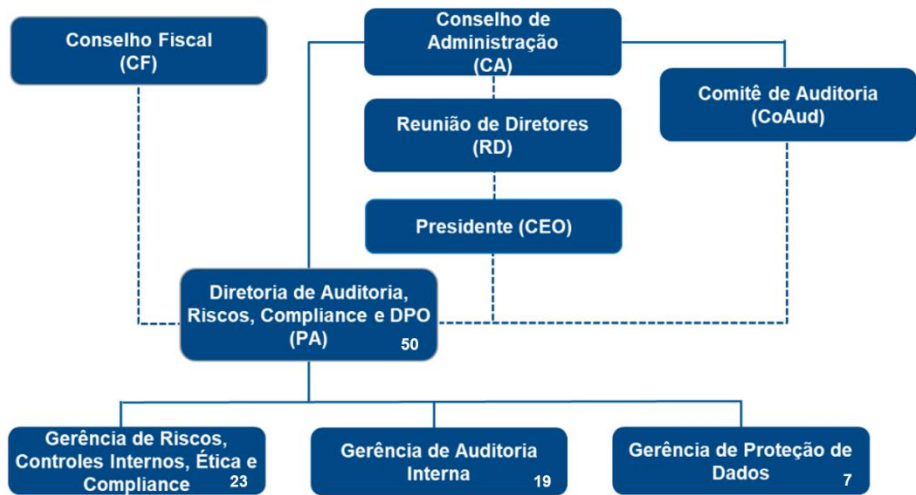 Conselho Fiscal
(CF)
Conselho de
Administração
(CA)
Comitê de Auditoria
(CoAud)
Reunião de Diretores
(RD)
Presidente (CEO)
Diretoria de Auditoria,
Riscos, Compliance e DPO
(PA) 50
Gerência de Riscos,
Controles Internos, Ética e
Compliance 23
Gerência de Auditoria
Interna 19
Gerência de Proteção de
Dados 7